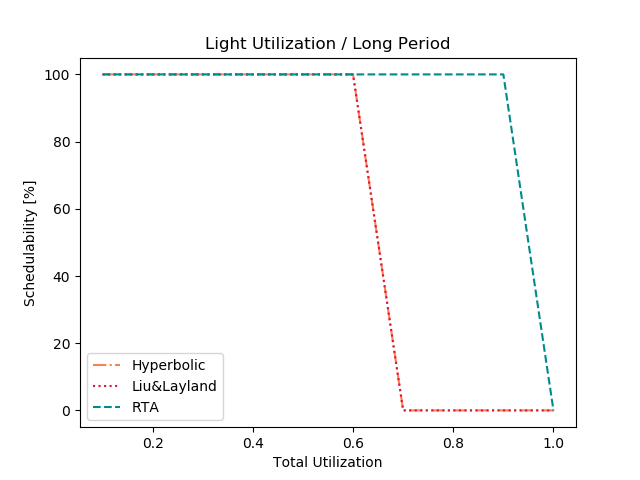 Light Utilization / Long Period
Schedulability [%]
100
80
60
40
20
0
Hyperbolic
Liu&Layland
RTA
0.2
0.4
0.6
0.8
1.0
Total Utilization